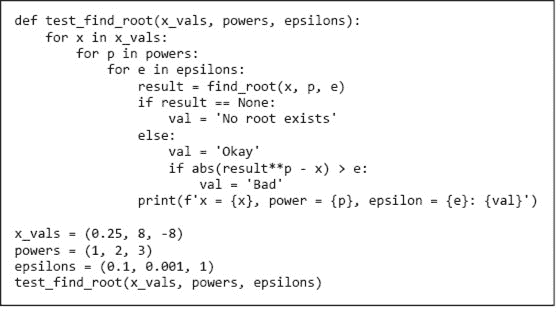 def test_find_root(x_vals, powers, epsilons):
    for x in x_vals:
        for p in powers:
            for e in epsilons:
                result = find_root(x, p, e)
                if result == None:
                    val = 'No root exists'
                else:
                    val = 'Okay'
                    if abs(result**p - x) > e:
                        val = 'Bad'
                print(f'x = {x}, power = {p}, epsilon = {e}: {val}')

x_vals = (0.25, 8, -8)
powers = (1, 2, 3)
epsilons = (0.1, 0.001, 1)
test_find_root(x_vals, powers, epsilons)